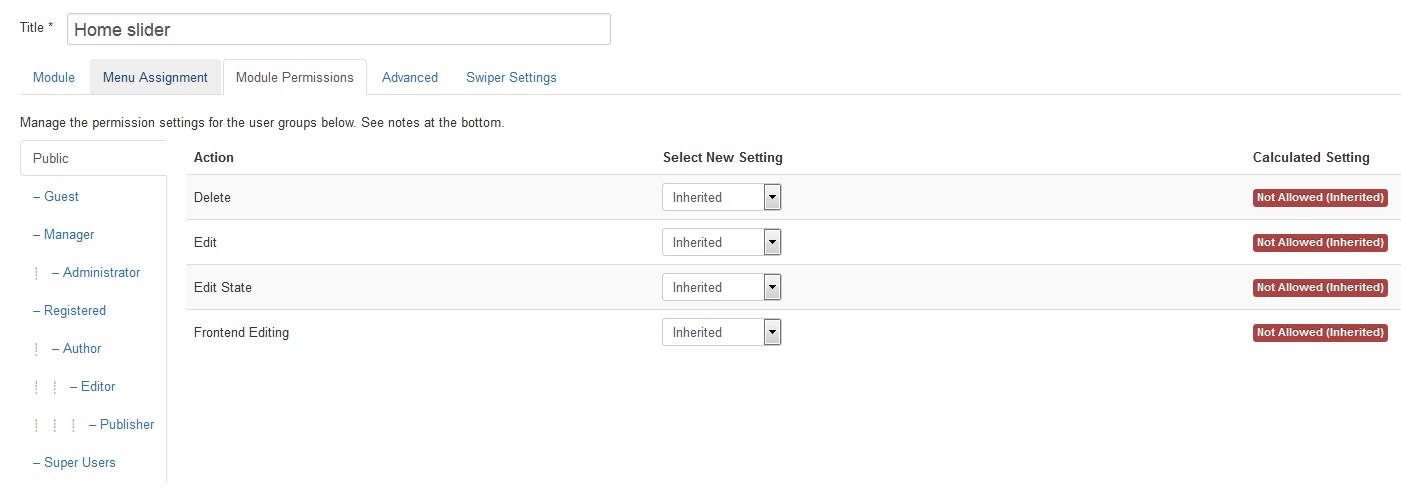 Title * Home slider
Module Menu Assignment Module Permissions Advanced Swiper Settings
Manage the permission settings for the user groups below. See notes at the bottom.
Public
– Guest
– Manager
– Administrator
– Registered
– Author
– Editor
– Publisher
– Super Users
Action Select New Setting Calculated Setting
Delete Inherited Not Allowed (Inherited)
Edit Inherited Not Allowed (Inherited)
Edit State Inherited Not Allowed (Inherited)
Frontend Editing Inherited Not Allowed (Inherited)